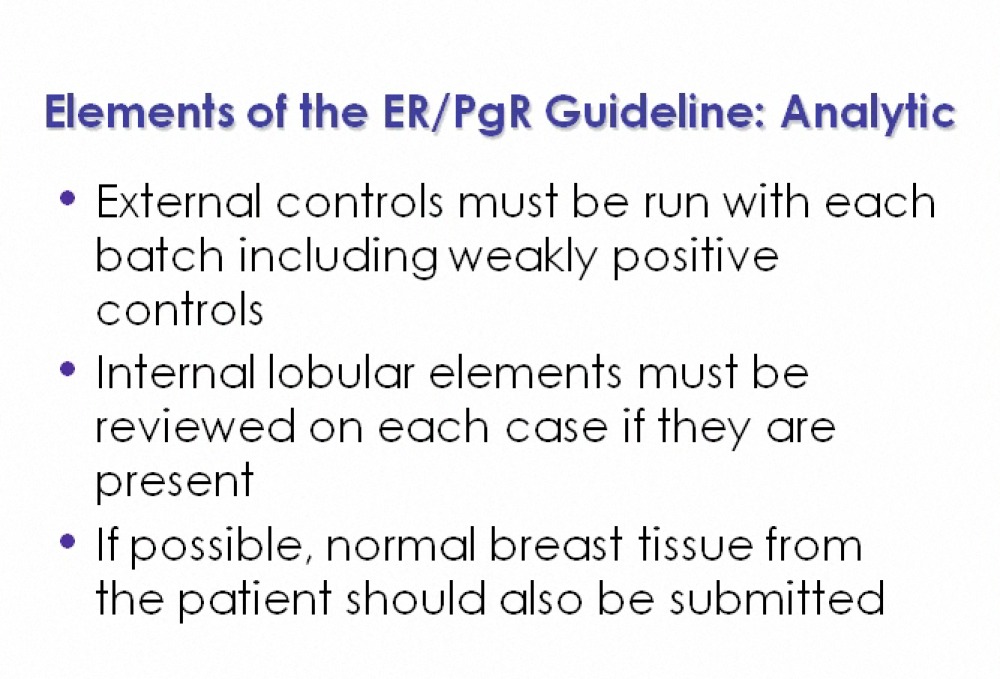 Elements of the ER/PgR Guideline: Analytic
• External controls must be run with each
batch including weakly positive
controls
• Internal lobular elements must be
reviewed on each case if they are
present
• If possible, normal breast tissue from
the patient should also be submitted